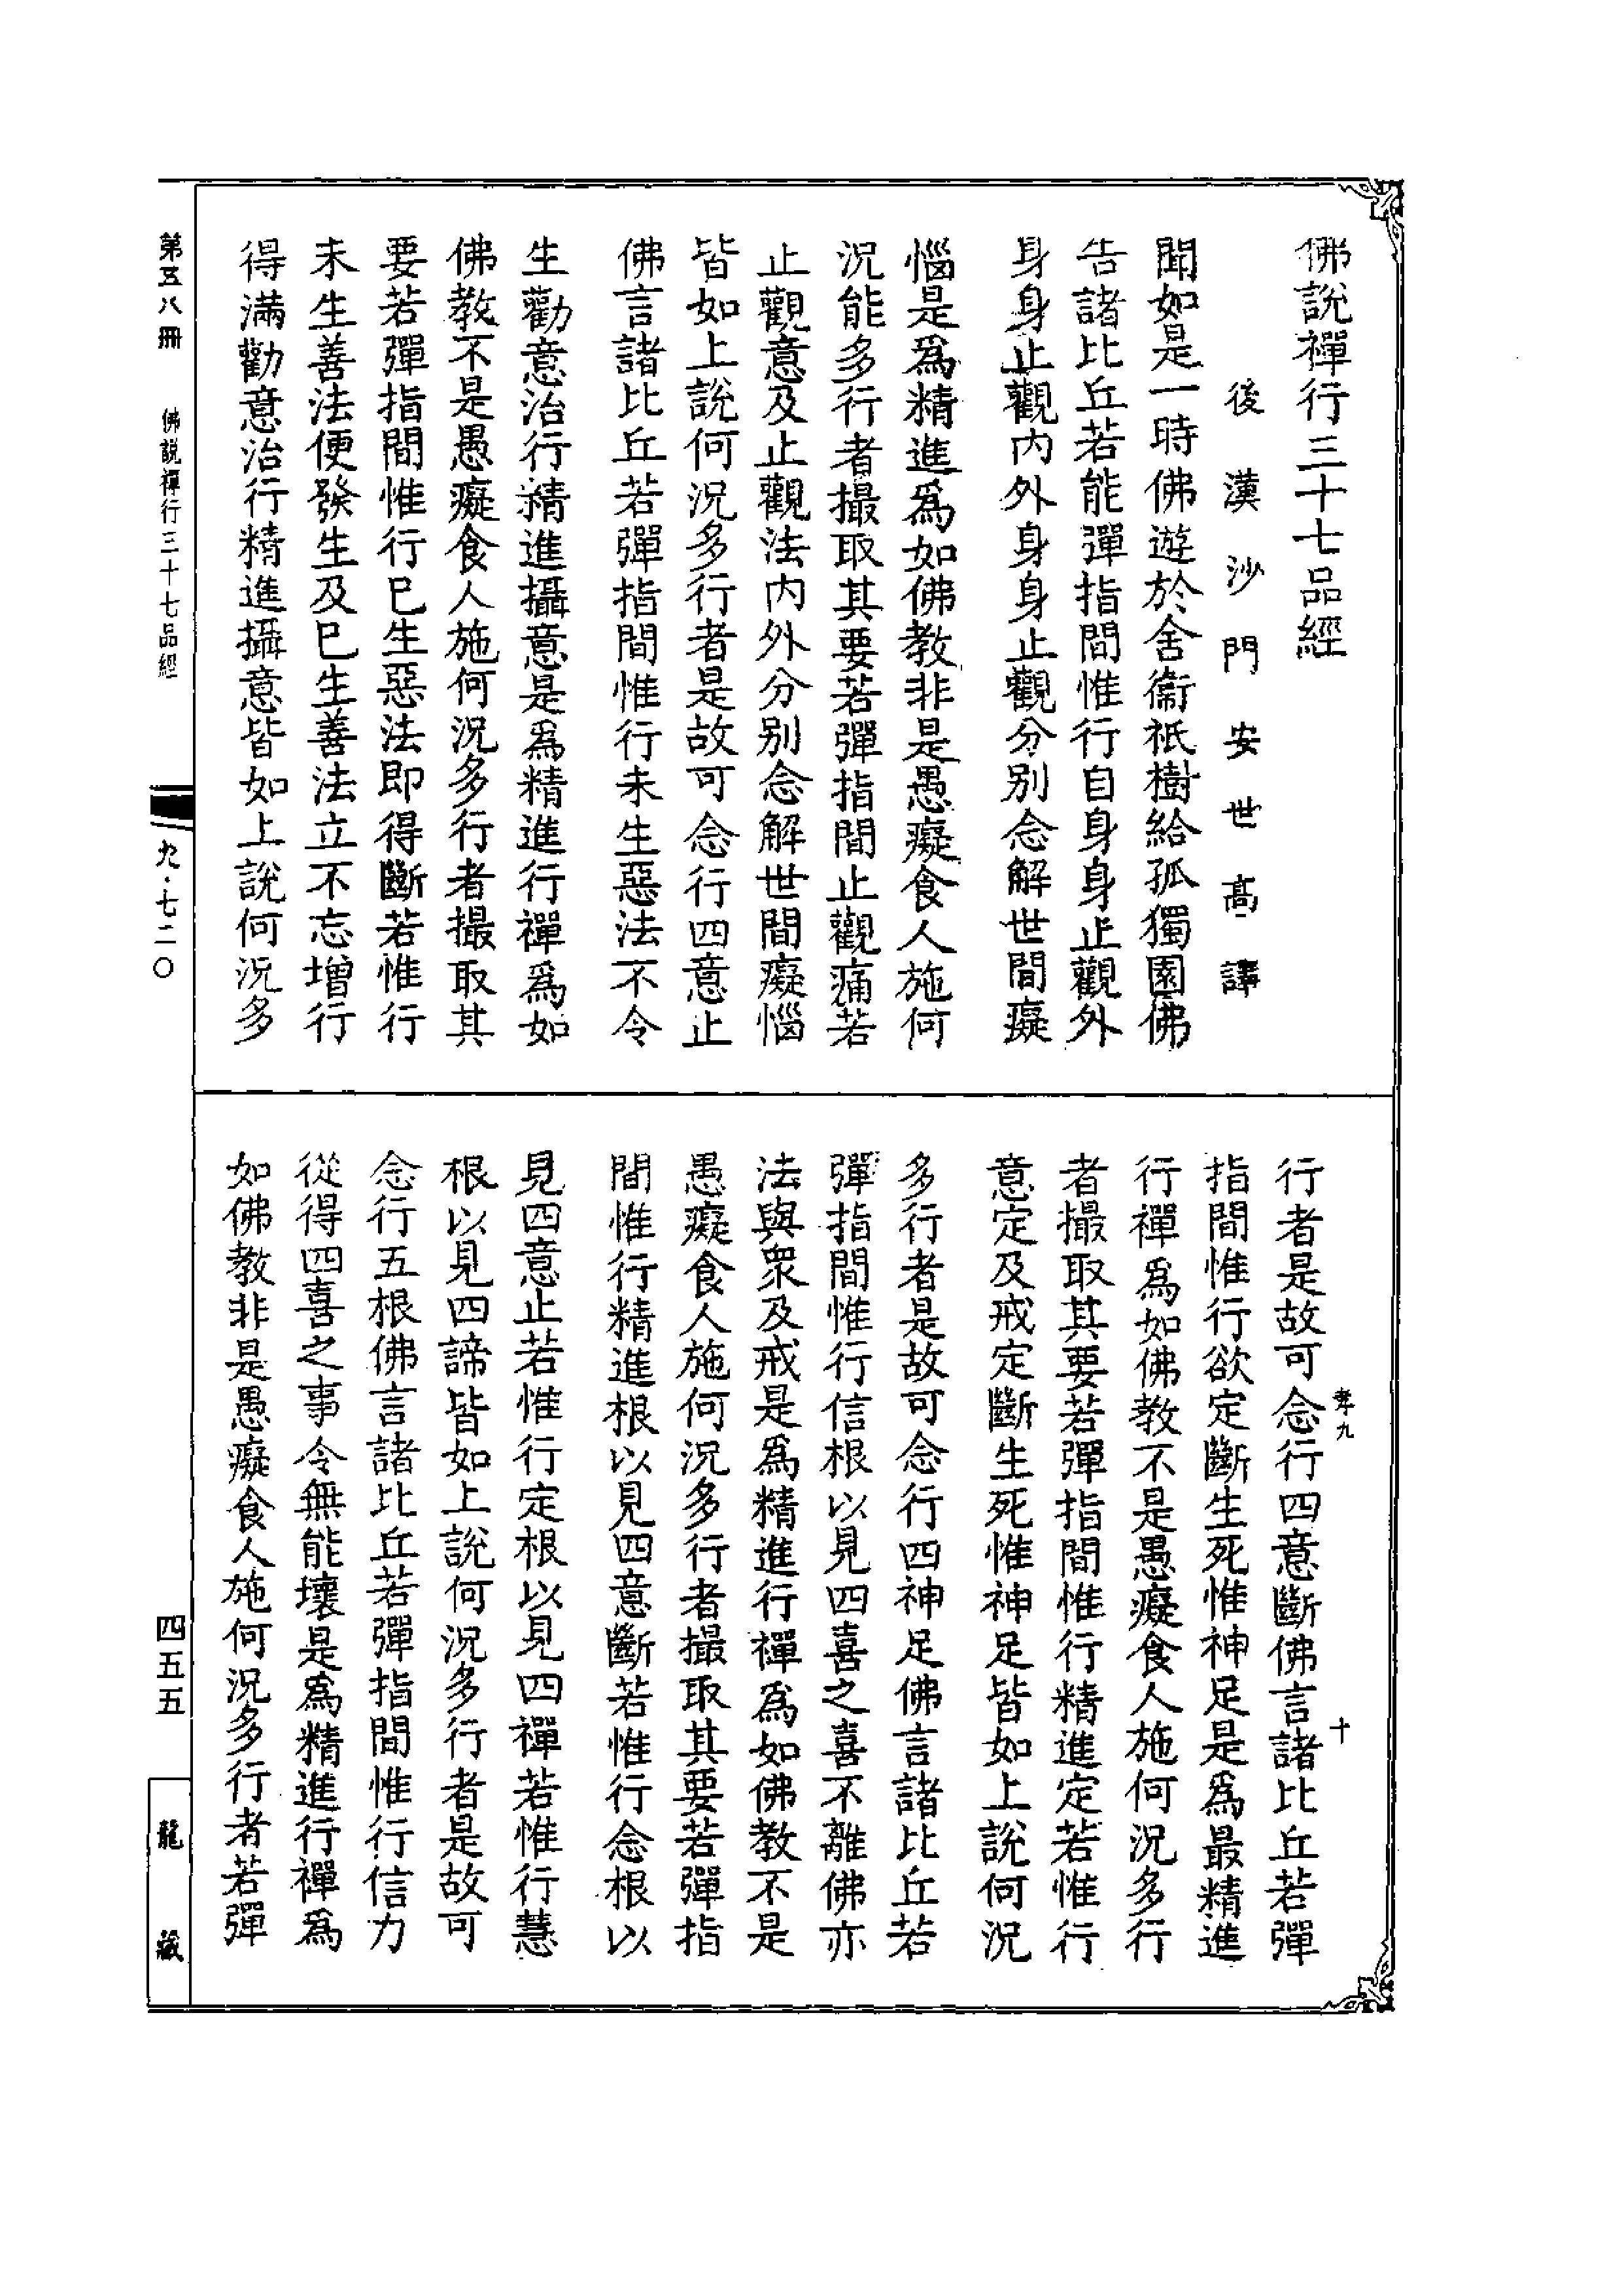 佛說禪行三十七品經
後漢沙門安世高譯
聞如是一時佛遊於舍衞祇樹給孤獨園佛
告諸比丘若能彈指間惟行自身身止觀外
身身止觀內外身身止觀分別念解世間癡
惱是爲精進爲如佛教非是愚癡食人施何
況能多行者撮取其要若彈指間止觀痛若
止觀意及止觀法內外分別念解世間癡惱
皆如上說何況多行者是故可念行四意止
佛言諸比丘若彈指間惟行未生惡法不令
生勸意治行精進攝意是爲精進行禪爲如
佛教不是愚癡食人施何況多行者撮取其
要若彈指間惟行已生惡法即得斷若惟行
未生善法便發生及已生善法立不忘增行
得滿勸意治行精進攝意皆如上說何況多
行者是故可念行四意斷佛言諸比丘若彈
指間惟行欲定斷生死惟神足是爲最精進
行禪爲如佛教不是愚癡食人施何況多行
者撮取其要若彈指間惟行精進定若惟行
意定及戒定斷生死惟神足皆如上說何況
多行者是故可念行四神足佛言諸比丘若
彈指間惟行信根以見四喜之喜不離佛亦
法與衆及戒是爲精進行禪爲如佛教不是
愚癡食人施何況多行者撮取其要若彈指
間惟行精進根以見四意斷若惟行念根以
見四意止若惟行定根以見四禪若惟行慧
根以見四諦皆如上說何況多行者是故可
念行五根佛言諸比丘若彈指間惟行信力
從得四喜之事令無能壞是爲精進行禪爲
如佛教非是愚癡食人施何況多行者若彈
孝九
十
第五八冊
佛說禪行三十七品經
九·七二〇
四五五
龍藏